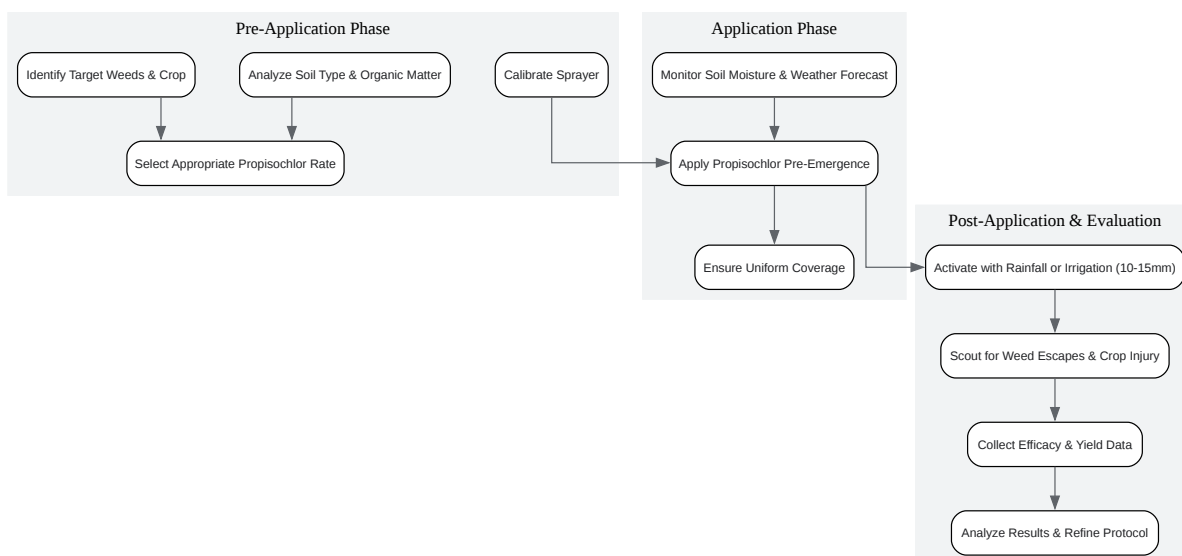 Pre-Application Phase
Identify Target Weeds & Crop
Analyze Soil Type & Organic Matter
Calibrate Sprayer
Select Appropriate Propisochlor Rate
Application Phase
Monitor Soil Moisture & Weather Forecast
Apply Propisochlor Pre-Emergence
Ensure Uniform Coverage
Post-Application & Evaluation
Activate with Rainfall or Irrigation (10-15mm)
Scout for Weed Escapes & Crop Injury
Collect Efficacy & Yield Data
Analyze Results & Refine Protocol